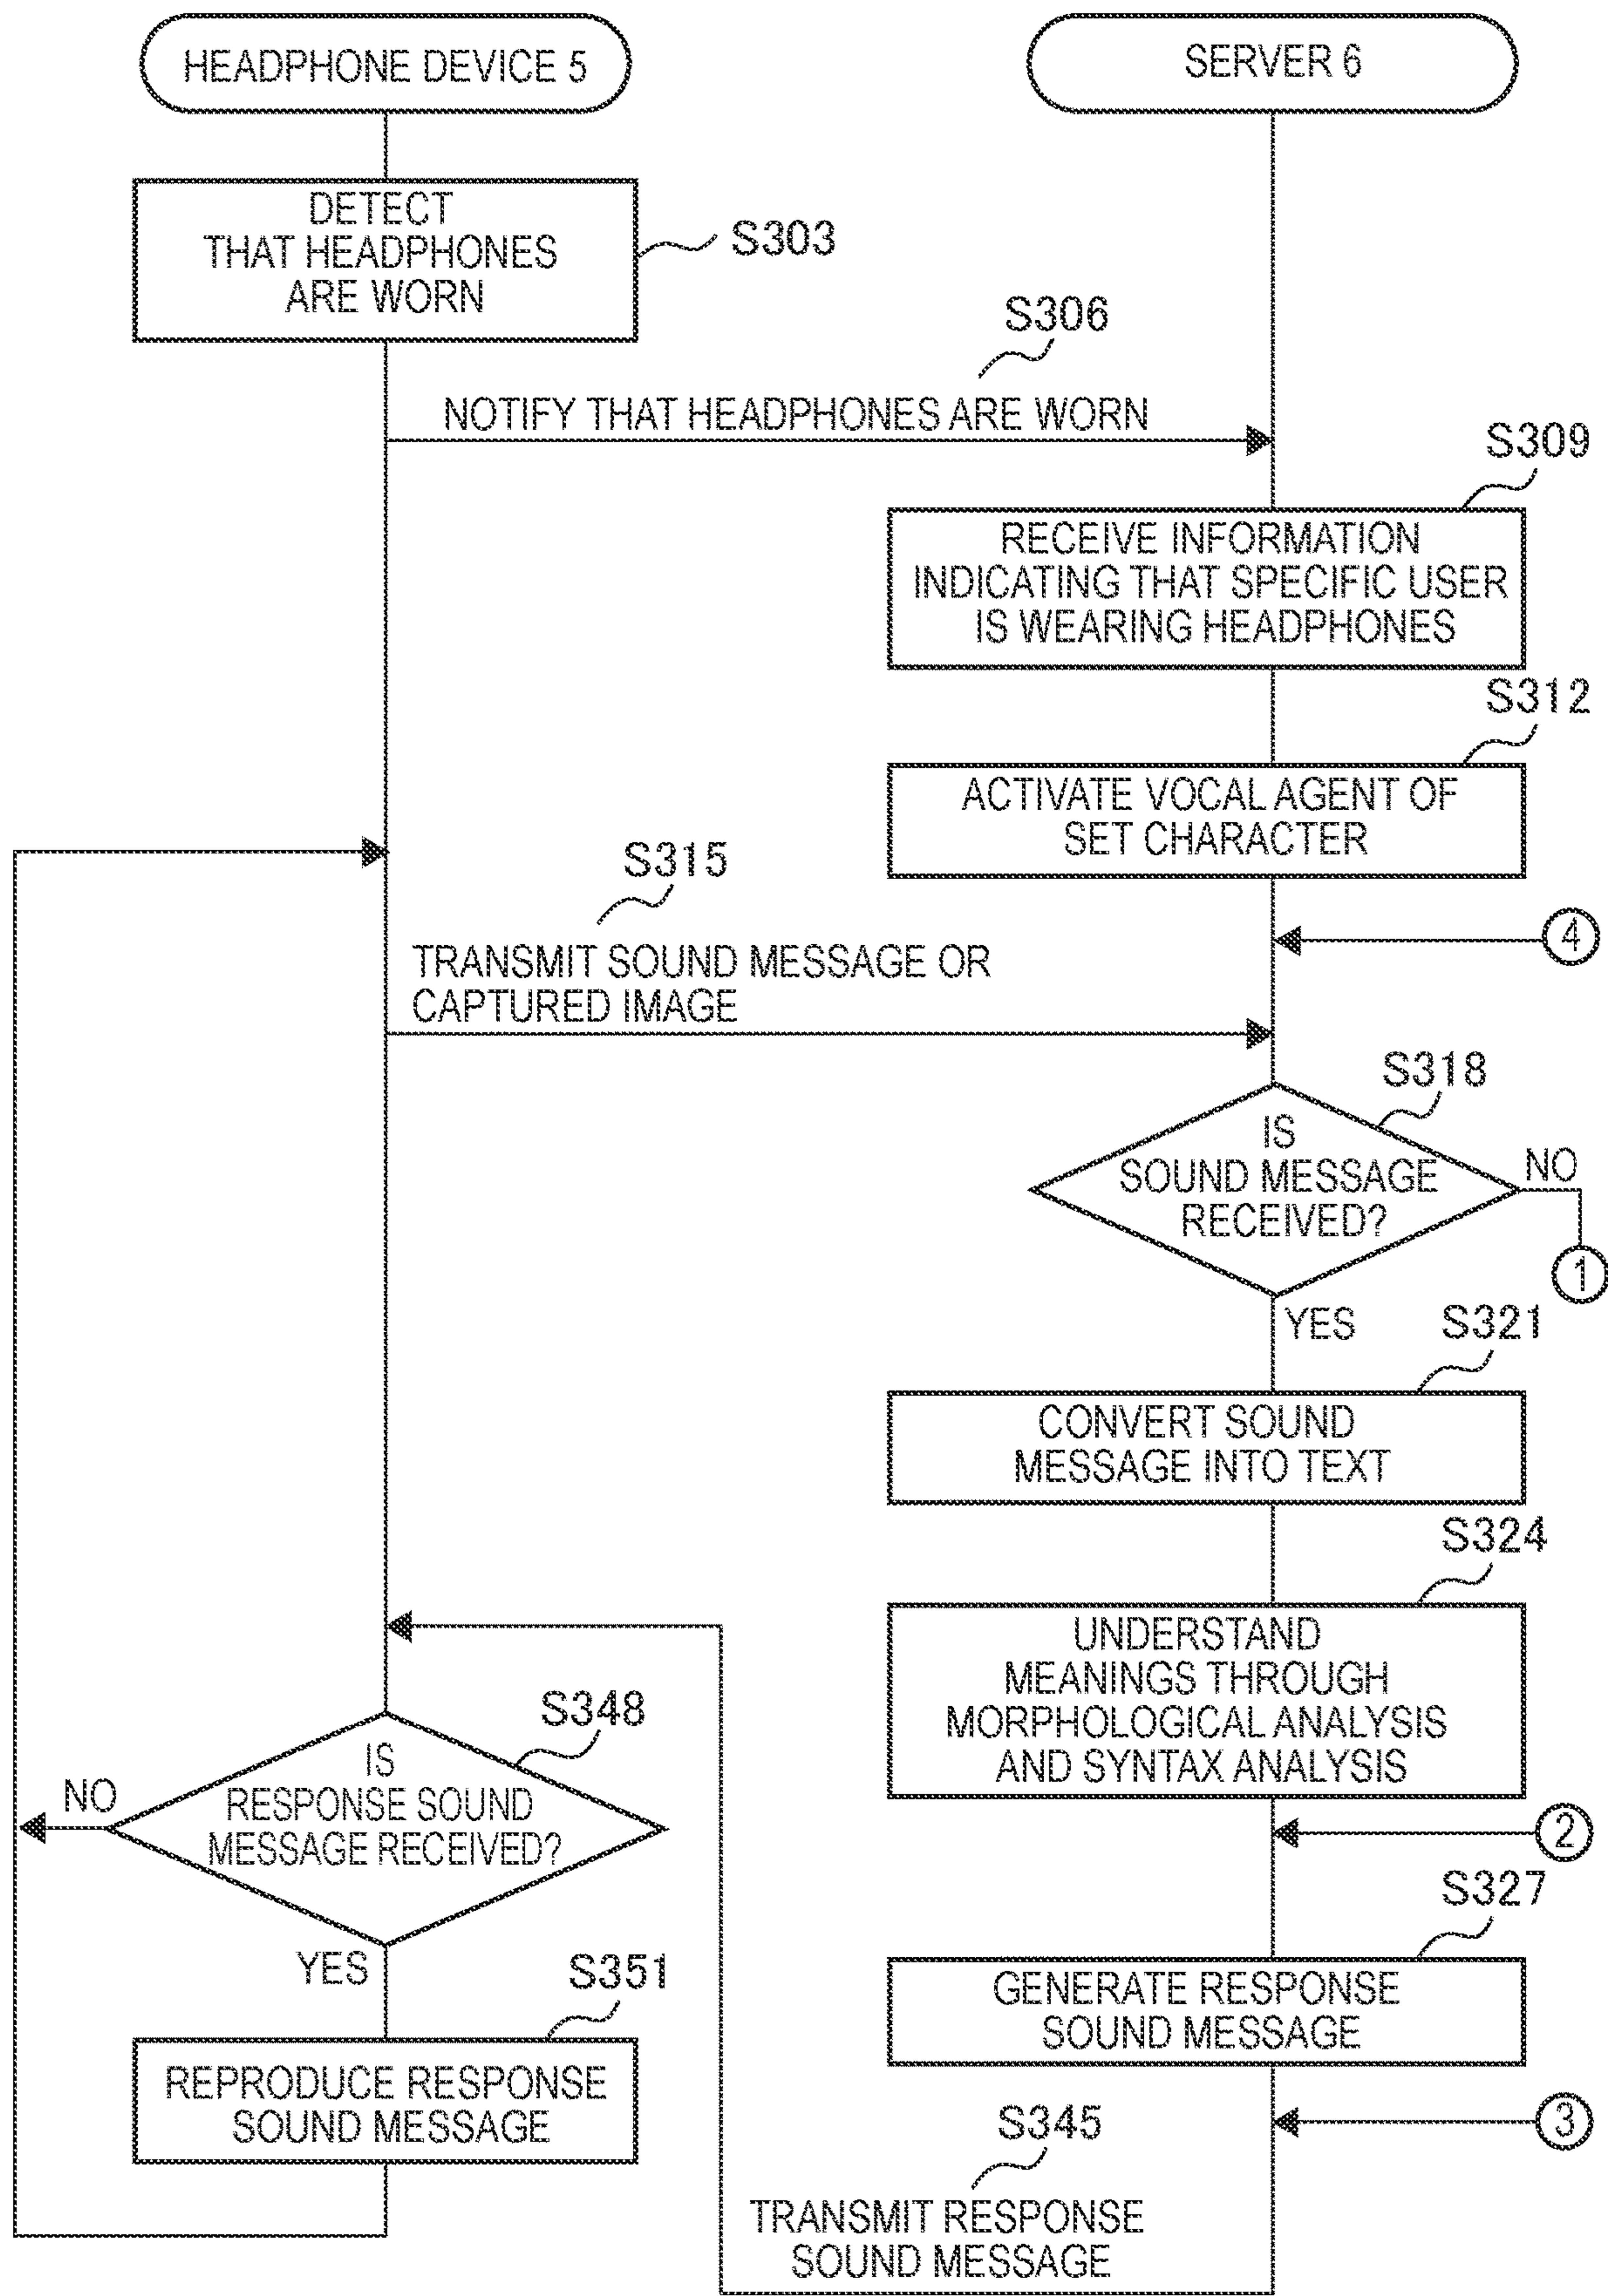 HEADPHONE DEVICE 5
SERVER 6
DETECT
THAT HEADPHONES
ARE WORN
S303
S306
NOTIFY THAT HEADPHONES ARE WORN
S309
RECEIVE INFORMATION
INDICATING THAT SPECIFIC USER
IS WEARING HEADPHONES
S312
ACTIVATE VOCAL AGENT OF
SET CHARACTER
4
S315
TRANSMIT SOUND MESSAGE OR
CAPTURED IMAGE
S318
IS
SOUND MESSAGE
RECEIVED?
NO
1
YES
S321
CONVERT SOUND
MESSAGE INTO TEXT
S324
UNDERSTAND
MEANINGS THROUGH
MORPHOLOGICAL ANALYSIS
AND SYNTAX ANALYSIS
2
S327
GENERATE RESPONSE
SOUND MESSAGE
3
S345
TRANSMIT RESPONSE
SOUND MESSAGE
S348
IS
RESPONSE SOUND
MESSAGE RECEIVED?
NO
YES
S351
REPRODUCE RESPONSE
SOUND MESSAGE